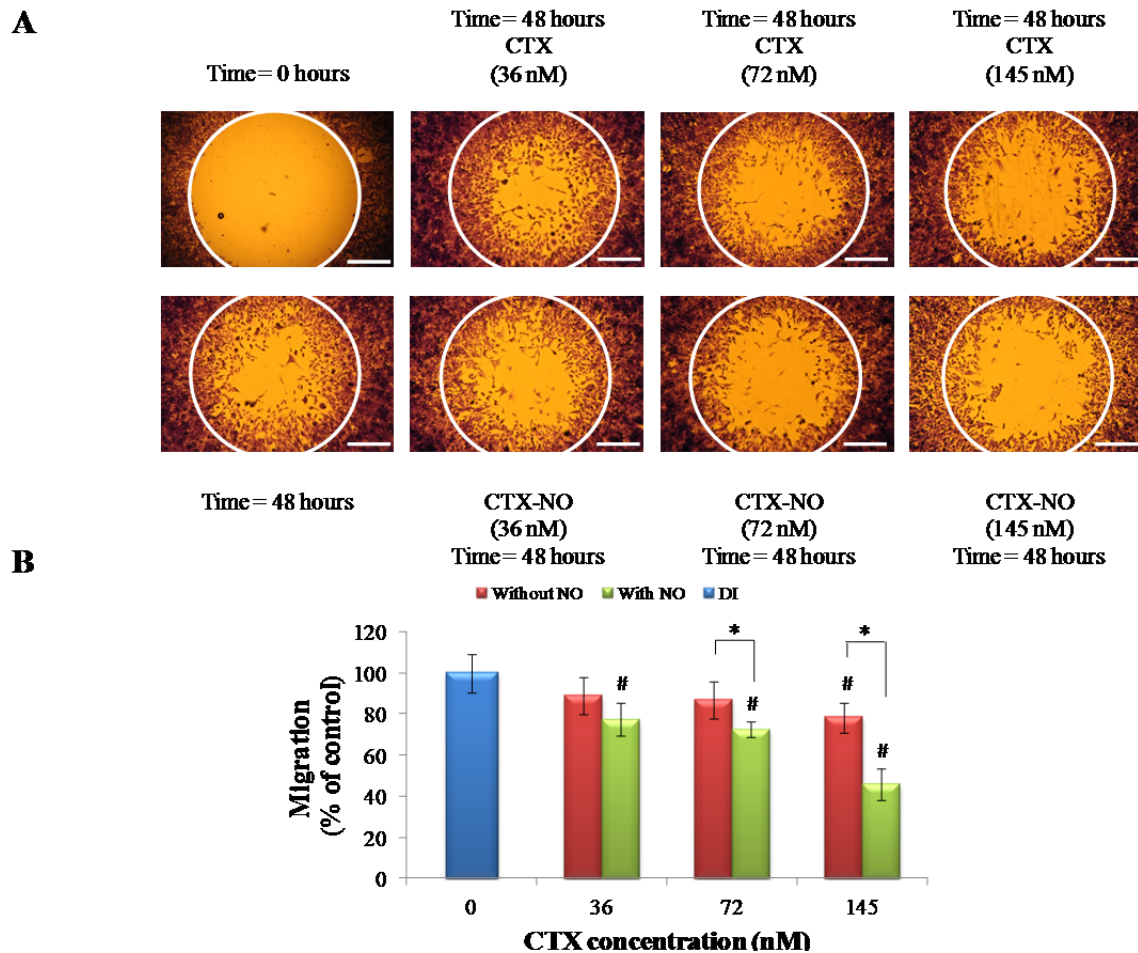 A
Time = 0 hours
Time = 48 hours
CTX
(36 nM)
Time = 48 hours
CTX
(72 nM)
Time = 48 hours
CTX
(145 nM)
Time = 48 hours
CTX-NO
(36 nM)
Time = 48 hours
CTX-NO
(72 nM)
Time = 48 hours
CTX-NO
(145 nM)
Time = 48 hours
B
Without NO With NO DI
Migration
(% of control)
120
100
80
60
40
20
0
#
*
#
*
#
#
0 36 72 145
CTX concentration (nM)